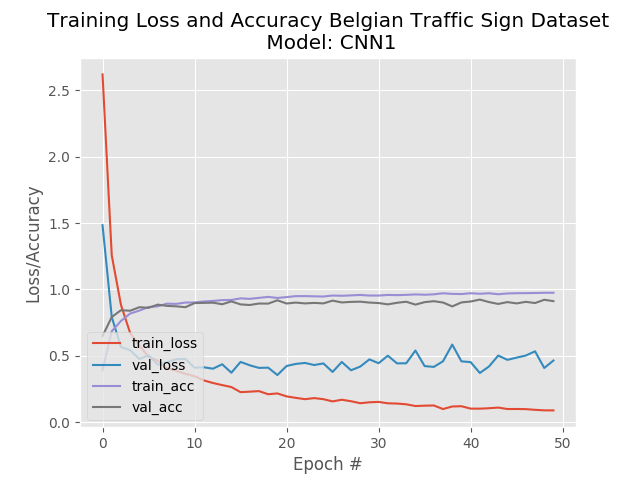 Training Loss and Accuracy Belgian Traffic Sign Dataset
Model: CNN1
Loss/Accuracy
2.5
2.0
1.5
1.0
0.5
0.0
train_loss
val_loss
train_acc
val_acc
0 10 20 30 40 50
Epoch #